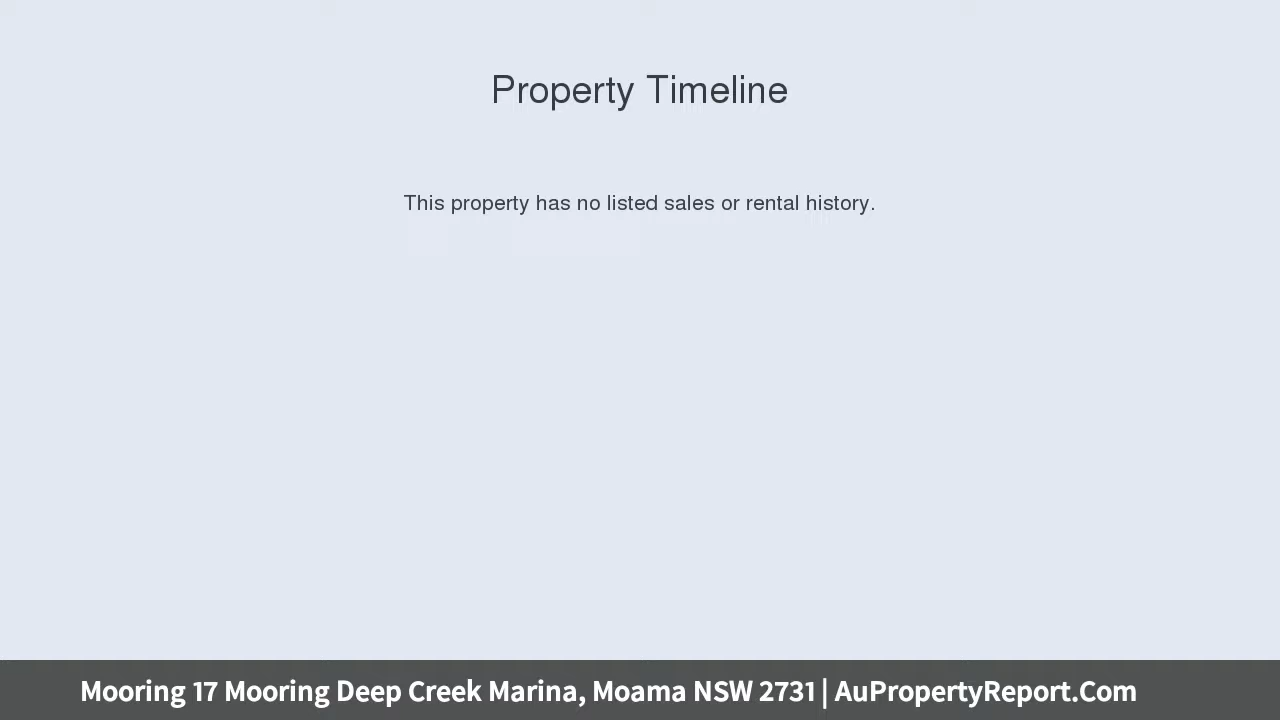 Property Timeline
This property has no listed sales or rental history.
Mooring 17 Mooring Deep Creek Marina, Moama NSW 2731 | AuPropertyReport.Com